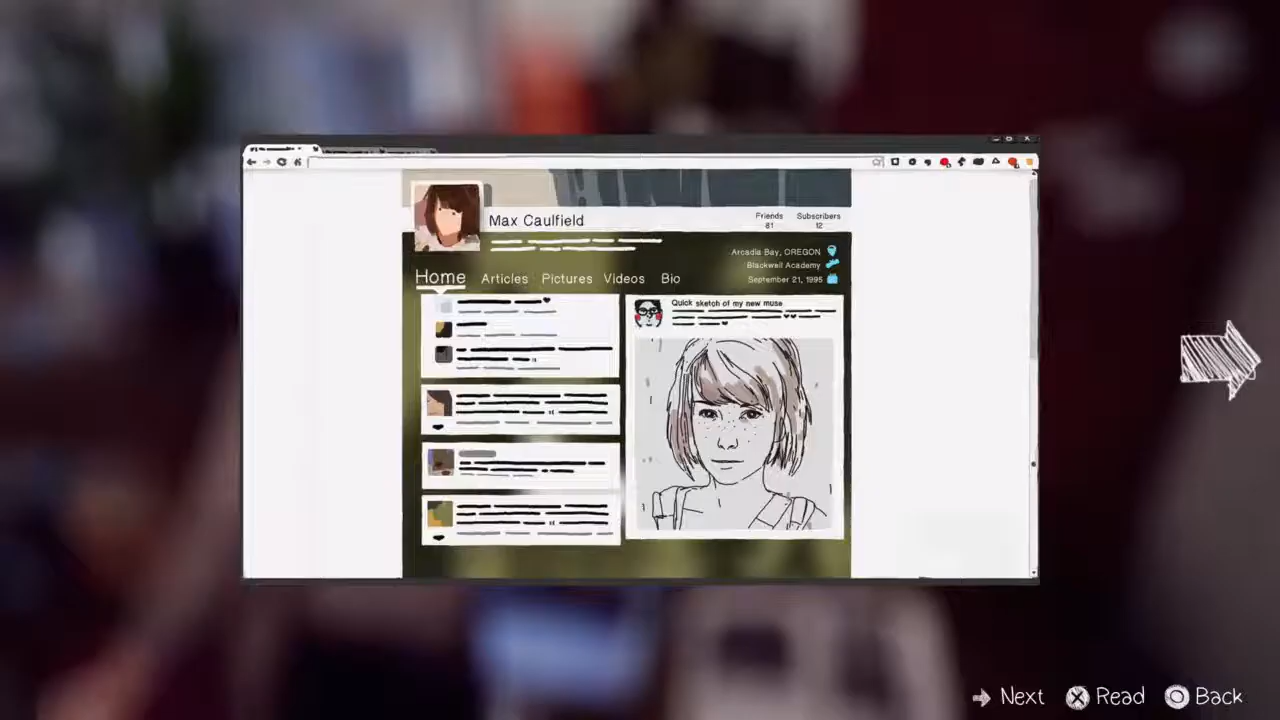 Max Caulfield
Friends
81
Subscribers
12
Arcadia Bay, OREGON
Blackwell Academy
September 21, 1995
Home Articles Pictures Videos Bio
Quick sketch of my new muse
Next Read Back